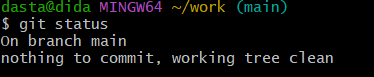 dasta@dida MINGW64 ~/work (main)
$ git status
On branch main
nothing to commit, working tree clean